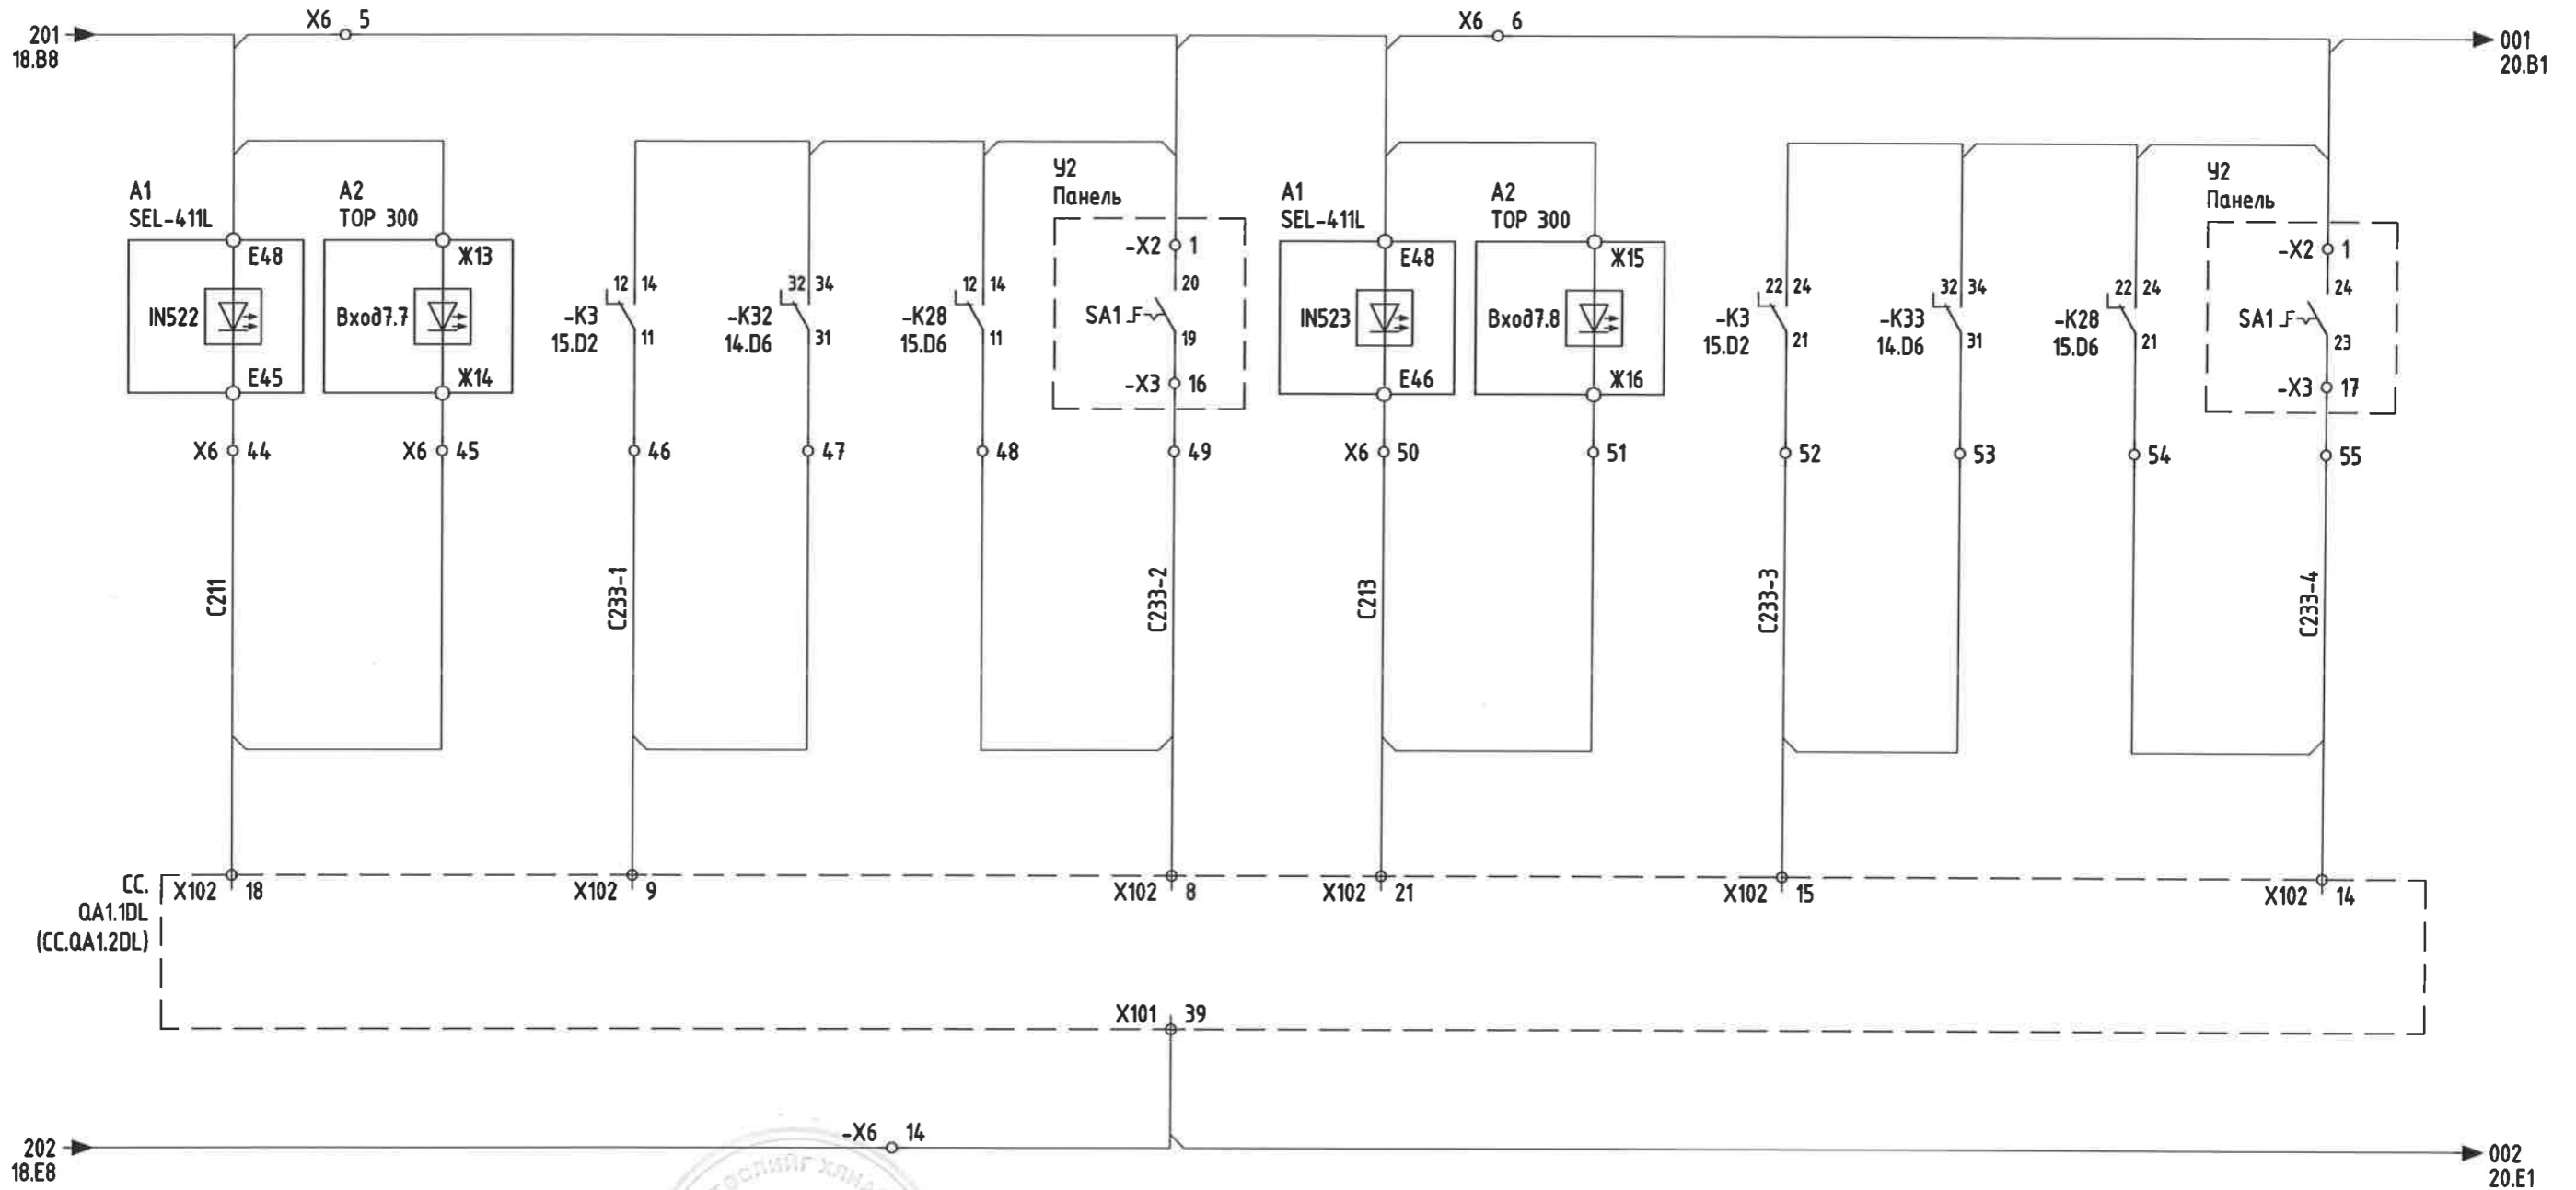 X6 5
X6 6
201
18.B8
001
20.B1
A1
SEL-411L
E48
IN522
E45
A2
TOP 300
Ж13
Вход7.7
Ж14
12 14
-K3
15.D2
11
32 34
-K32
14.D6
31
12 14
-K28
15.D6
11
У2
Панель
-X2 1
20
SA1
19
-X3 16
A1
SEL-411L
E48
IN523
E46
A2
TOP 300
Ж15
Вход7.8
Ж16
22 24
-K3
15.D2
21
32 34
-K33
14.D6
31
22 24
-K28
15.D6
21
У2
Панель
-X2 1
24
SA1
23
-X3 17
X6 44
X6 45
46
47
48
49
X6 50
51
52
53
54
55
C211
C233-1
C233-2
C213
C233-3
C233-4
CC.
QA1.1DL
(CC.QA1.2DL)
X102 18
X102 9
X102 8
X102 21
X102 15
X102 14
X101 39
202
18.E8
-X6 14
002
20.E1